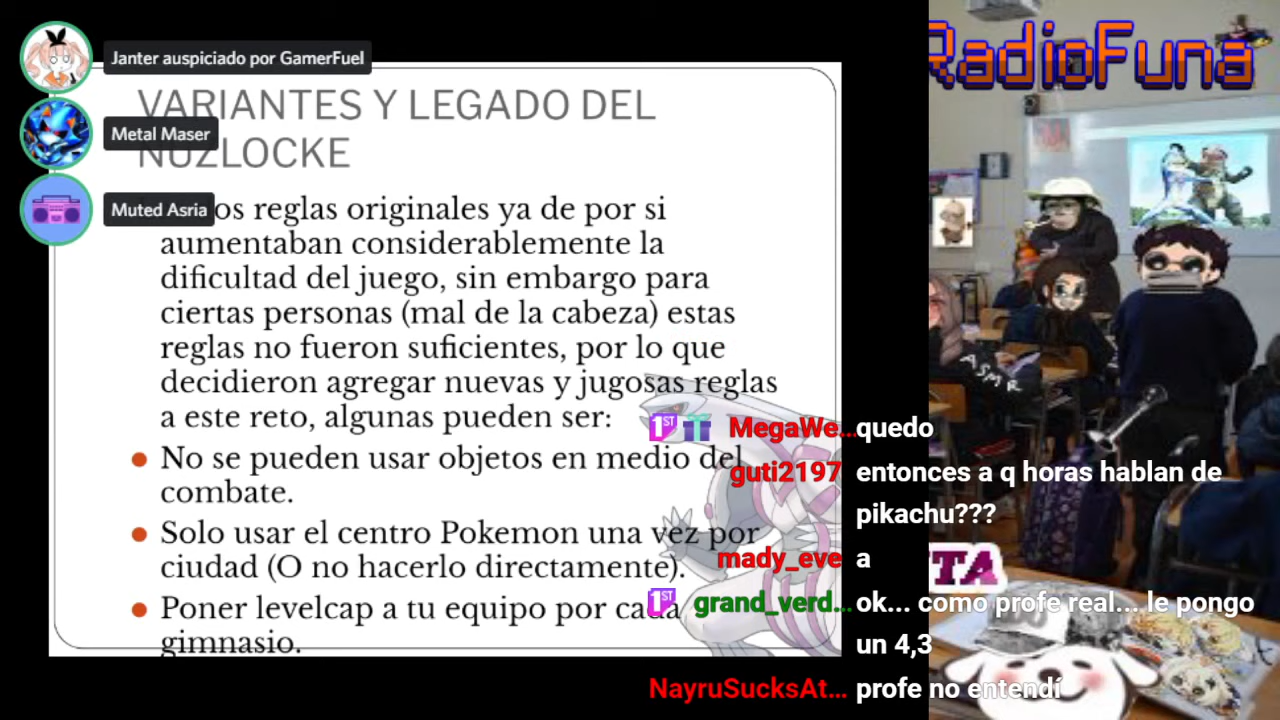 Janter auspiciado por GamerFuel
RadioFuna
VARIANTES Y LEGADO DEL
Metal Maser
NUZLOCKE
Muted Asria
os reglas originales ya de por si
aumentaban considerablemente la
dificultad del juego, sin embargo para
ciertas personas (mal de la cabeza) estas
reglas no fueron suficientes, por lo que
decidieron agregar nuevas y jugosas reglas
a este reto, algunas pueden ser:
● No se pueden usar objetos en medio del
combate.
● Solo usar el centro Pokemon una vez por
ciudad (O no hacerlo directamente).
● Poner levelcap a tu equipo por cada
gimnasio.
ASMR
1ST MegaWe... quedo
guti2197 entonces a q horas hablan de
pikachu???
mady_eve a
TA
1ST grand_verd... ok... como profe real... le pongo
un 4,3
NayruSucksAt... profe no entendí